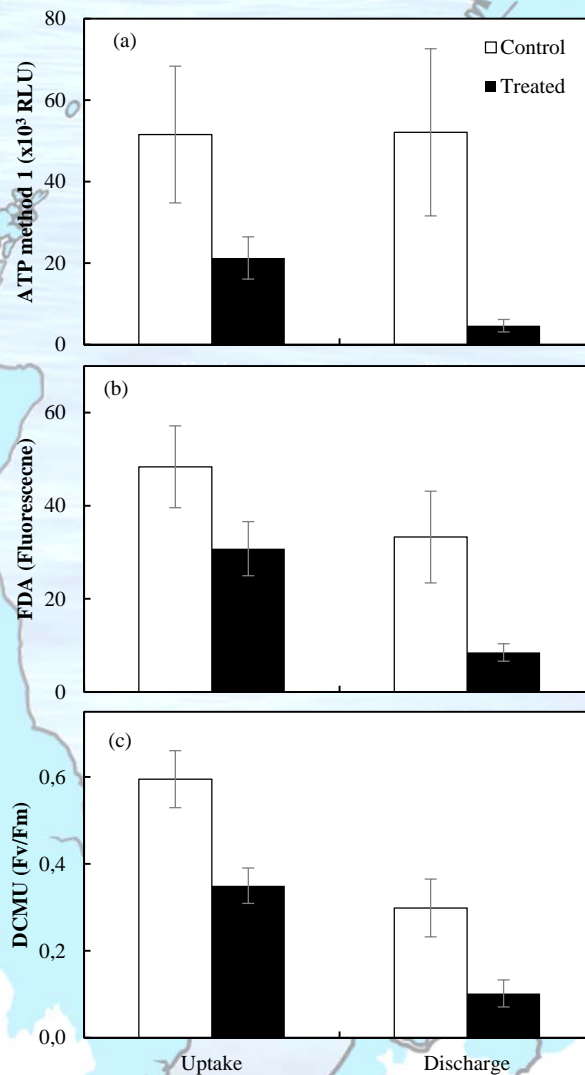 (a)
Control
Treated
ATP method 1 (x10³ RLU)
80
60
40
20
0
(b)
FDA (Fluorescecne)
60
40
20
0
(c)
DCMU (Fv/Fm)
0,6
0,4
0,2
0,0
Uptake Discharge